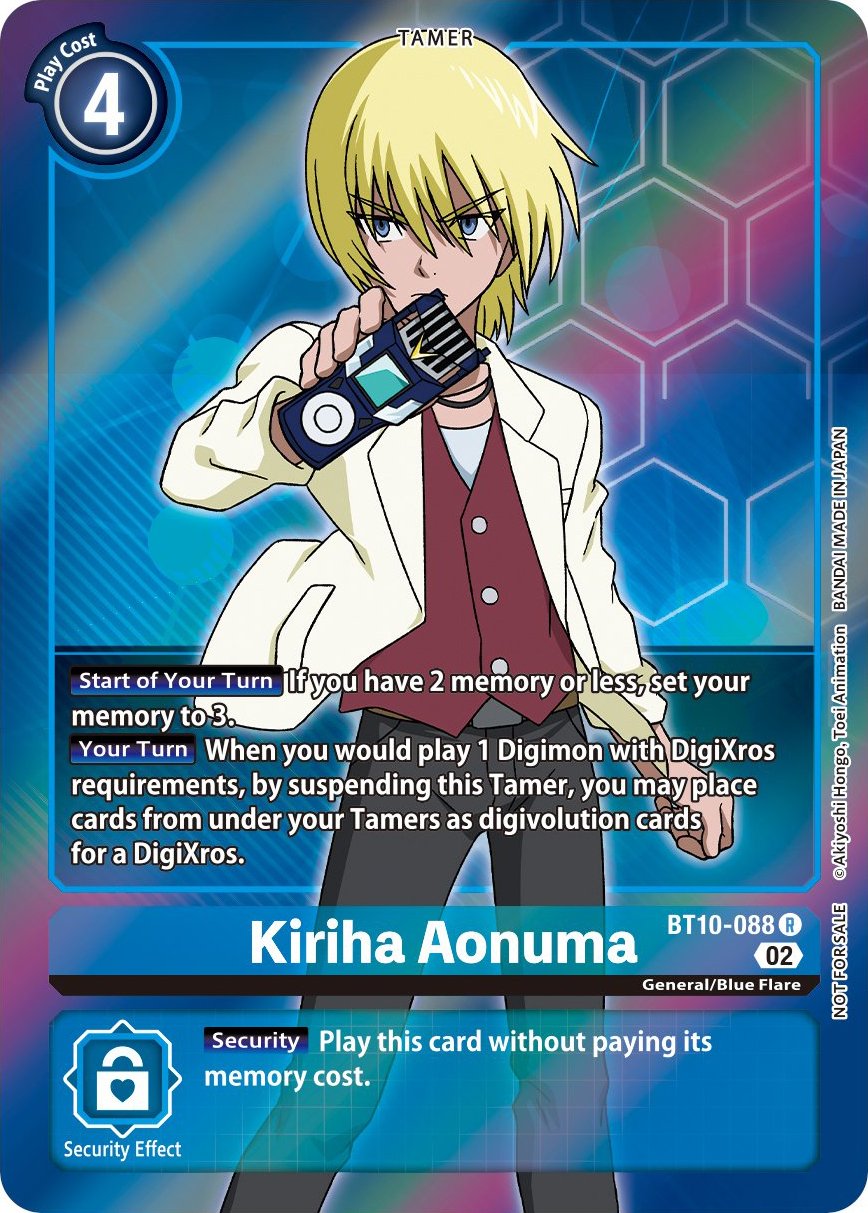 TAMER
Play Cost
4
Start of Your Turn If you have 2 memory or less, set your
memory to 3.
Your Turn When you would play 1 Digimon with DigiXros
requirements, by suspending this Tamer, you may place
cards from under your Tamers as digivolution cards
for a DigiXros.
©Akiyoshi Hongo, Toei Animation BANDAI MADE IN JAPAN
NOT FOR SALE
Kiriha Aonuma
BT10-088 R
02
General/Blue Flare
Security Play this card without paying its
memory cost.
Security Effect